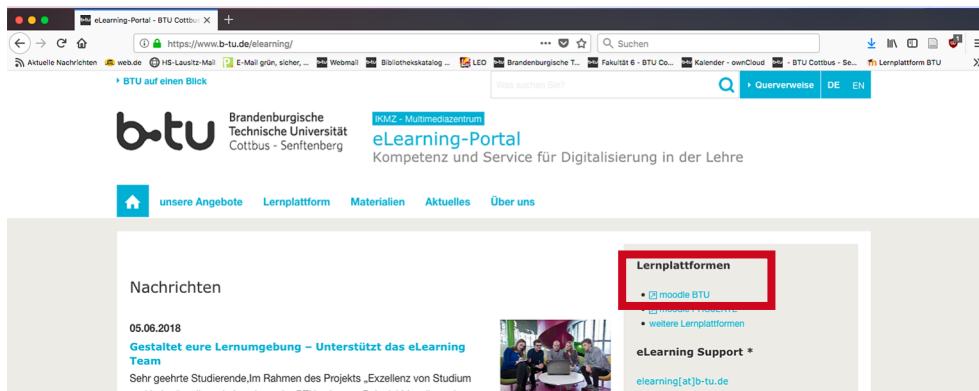 eLearning-Portal - BTU Cottbus
https://www.b-tu.de/elearning/
Suchen
Aktuelle Nachrichten web.de HS-Lausitz-Mail E-Mail grün, sicher, ... Webmail Bibliothekskatalog ... LEO Brandenburgische T... Fakultät 6 - BTU Co... Kalender - ownCloud - BTU Cottbus - Se... Lernplattform BTU
BTU auf einen Blick
Was suchen Sie?
Querverweise DE EN
b-tu
Brandenburgische
Technische Universität
Cottbus - Senftenberg
IKMZ - Multimediazentrum
eLearning-Portal
Kompetenz und Service für Digitalisierung in der Lehre
unsere Angebote Lernplattform Materialien Aktuelles Über uns
Nachrichten
05.06.2018
Gestaltet eure Lernumgebung – Unterstützt das eLearning
Team
Sehr geehrte Studierende,Im Rahmen des Projekts „Exzellenz von Studium
Lernplattformen
moodle BTU
weitere Lernplattformen
eLearning Support *
elearning[at]b-tu.de